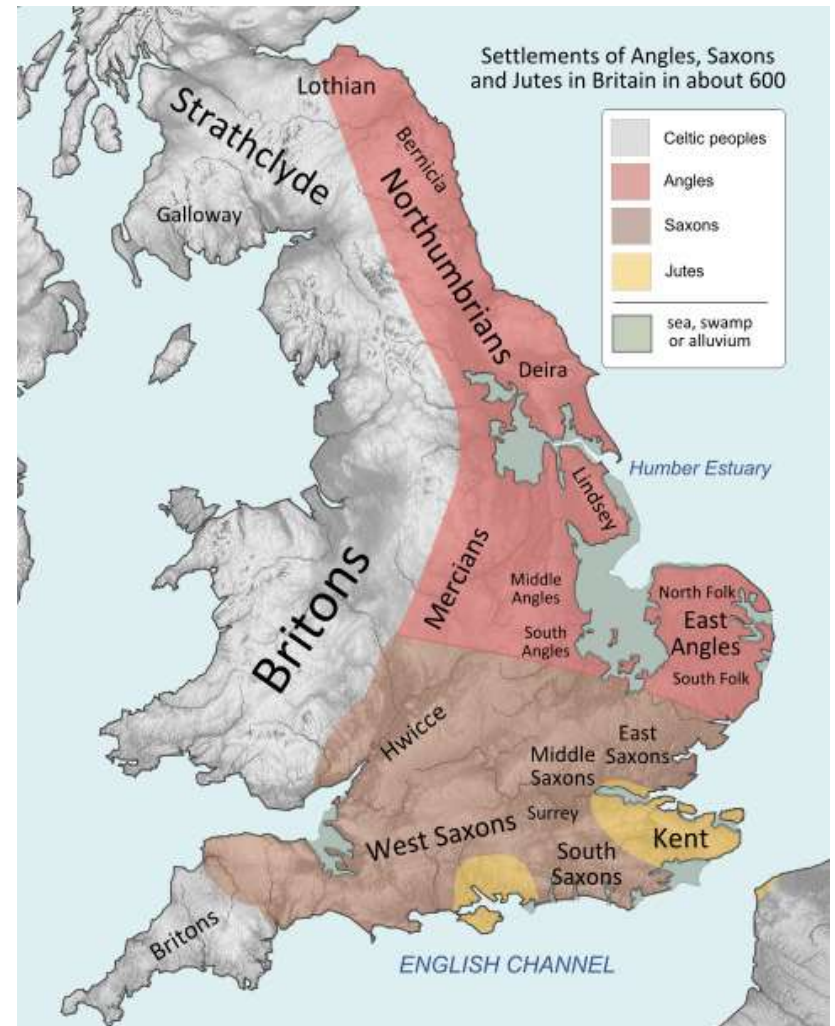 Settlements of Angles, Saxons
and Jutes in Britain in about 600
Celtic peoples
Angles
Saxons
Jutes
sea, swamp
or alluvium
Lothian
Strathclyde
Bernicia
Galloway
Northumbrians
Deira
Humber Estuary
Lindsey
Mercians
Britons
Middle
Angles
South
Angles
North Folk
East
Angles
South Folk
Hwicce
East
Saxons
Middle
Saxons
Surrey
West Saxons
Kent
South
Saxons
Britons
ENGLISH CHANNEL